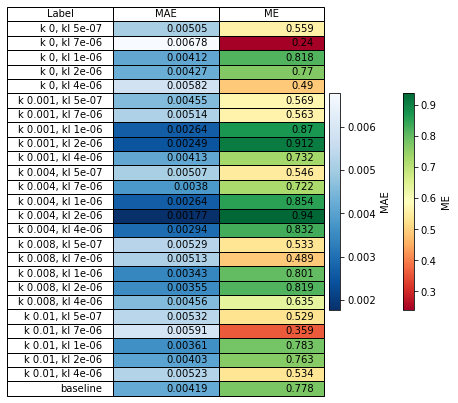 Label MAE ME
k 0, kl 5e-07 0.00505 0.559
k 0, kl 7e-06 0.00678 0.24
k 0, kl 1e-06 0.00412 0.818
k 0, kl 2e-06 0.00427 0.77
k 0, kl 4e-06 0.00582 0.49
k 0.001, kl 5e-07 0.00455 0.569
k 0.001, kl 7e-06 0.00514 0.563
k 0.001, kl 1e-06 0.00264 0.87
k 0.001, kl 2e-06 0.00249 0.912
k 0.001, kl 4e-06 0.00413 0.732
k 0.004, kl 5e-07 0.00507 0.546
k 0.004, kl 7e-06 0.0038 0.722
k 0.004, kl 1e-06 0.00264 0.854
k 0.004, kl 2e-06 0.00177 0.94
k 0.004, kl 4e-06 0.00294 0.832
k 0.008, kl 5e-07 0.00529 0.533
k 0.008, kl 7e-06 0.00513 0.489
k 0.008, kl 1e-06 0.00343 0.801
k 0.008, kl 2e-06 0.00355 0.819
k 0.008, kl 4e-06 0.00456 0.635
k 0.01, kl 5e-07 0.00532 0.529
k 0.01, kl 7e-06 0.00591 0.359
k 0.01, kl 1e-06 0.00361 0.783
k 0.01, kl 2e-06 0.00403 0.763
k 0.01, kl 4e-06 0.00523 0.534
baseline 0.00419 0.778
0.006
0.005
0.004
0.003
0.002
MAE
0.9
0.8
0.7
0.6
0.5
0.4
0.3
ME